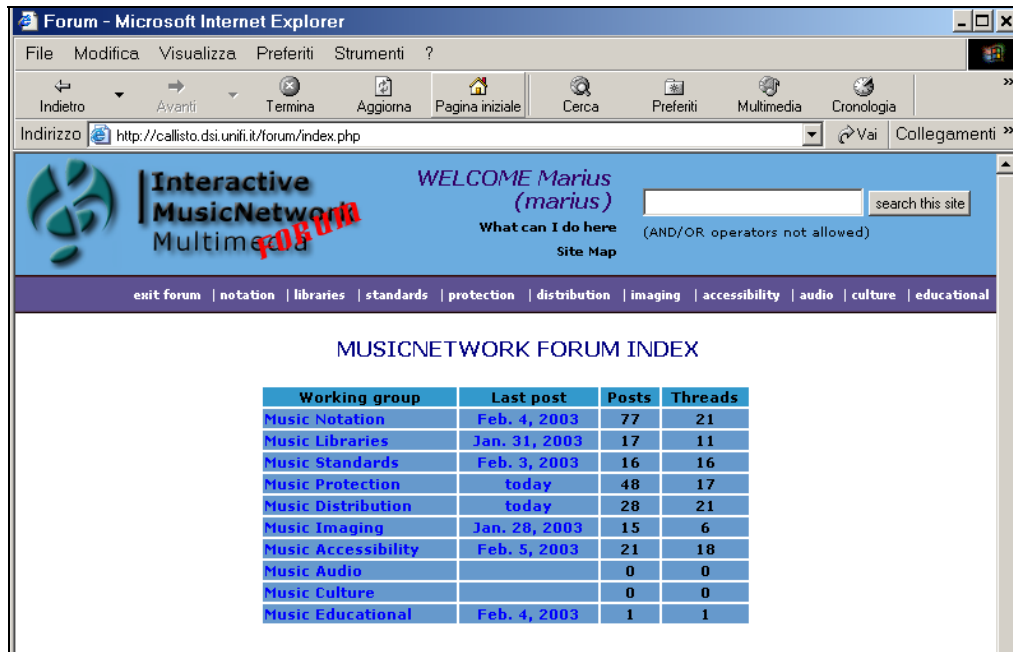 Forum - Microsoft Internet Explorer
File Modifica Visualizza Preferiti Strumenti ?
Indietro Avanti Termina Aggiorna Pagina iniziale Cerca Preferiti Multimedia Cronologia »
Indirizzo http://callisto.dsi.unifi.it/forum/index.php Vai Collegamenti »
Interactive
MusicNetwork
Multimedia
FORUM
WELCOME Marius
(marius)
What can I do here
Site Map
search this site
(AND/OR operators not allowed)
exit forum | notation | libraries | standards | protection | distribution | imaging | accessibility | audio | culture | educational
MUSICNETWORK FORUM INDEX
Working group Last post Posts Threads
Music Notation Feb. 4, 2003 77 21
Music Libraries Jan. 31, 2003 17 11
Music Standards Feb. 3, 2003 16 16
Music Protection today 48 17
Music Distribution today 28 21
Music Imaging Jan. 28, 2003 15 6
Music Accessibility Feb. 5, 2003 21 18
Music Audio 0 0
Music Culture 0 0
Music Educational Feb. 4, 2003 1 1